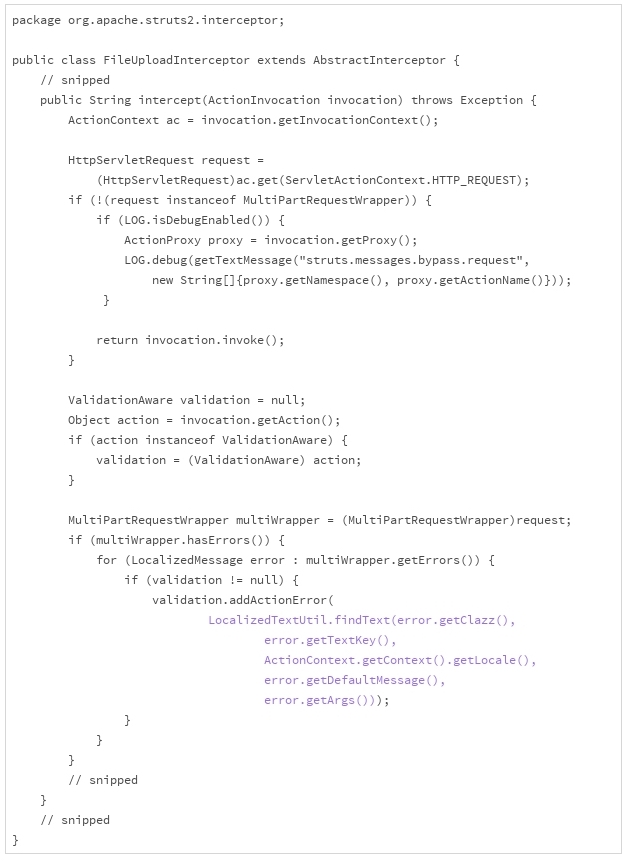 package org.apache.struts2.interceptor;
public class FileUploadInterceptor extends AbstractInterceptor {
// snipped
public String intercept(ActionInvocation invocation) throws Exception {
ActionContext ac = invocation.getInvocationContext();
HttpServletRequest request =
(HttpServletRequest)ac.get(ServletActionContext.HTTP_REQUEST);
if (!(request instanceof MultiPartRequestWrapper)) {
if (LOG.isDebugEnabled()) {
ActionProxy proxy = invocation.getProxy();
LOG.debug(getTextMessage("struts.messages.bypass.request",
new String[]{proxy.getNamespace(), proxy.getActionName()}));
}
return invocation.invoke();
}
ValidationAware validation = null;
Object action = invocation.getAction();
if (action instanceof ValidationAware) {
validation = (ValidationAware) action;
}
MultiPartRequestWrapper multiWrapper = (MultiPartRequestWrapper)request;
if (multiWrapper.hasErrors()) {
for (LocalizedMessage error : multiWrapper.getErrors()) {
if (validation != null) {
validation.addActionError(
LocalizedTextUtil.findText(error.getClazz(),
error.getTextKey(),
ActionContext.getContext().getLocale(),
error.getDefaultMessage(),
error.getArgs()));
}
}
}
// snipped
}
// snipped
}